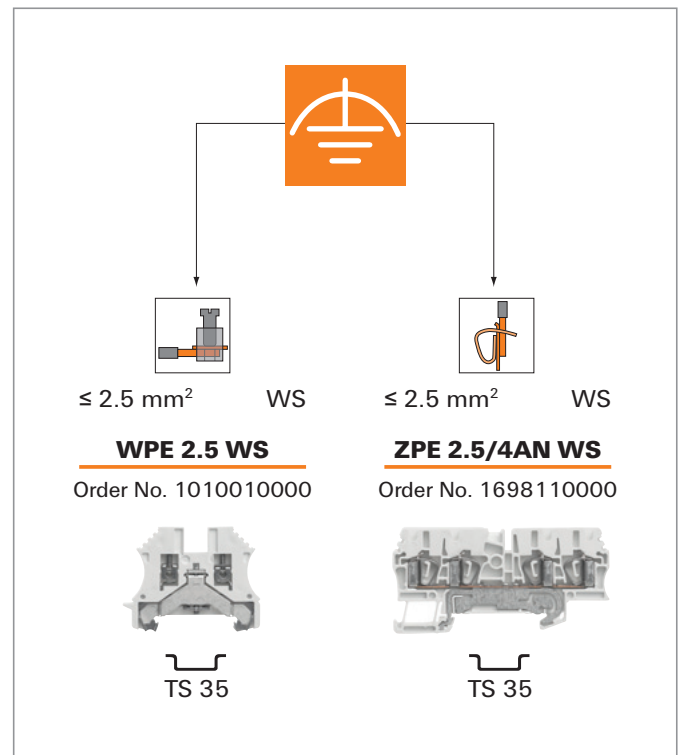 ≤ 2.5 mm² WS
WPE 2.5 WS
Order No. 1010010000
TS 35
≤ 2.5 mm² WS
ZPE 2.5/4AN WS
Order No. 1698110000
TS 35